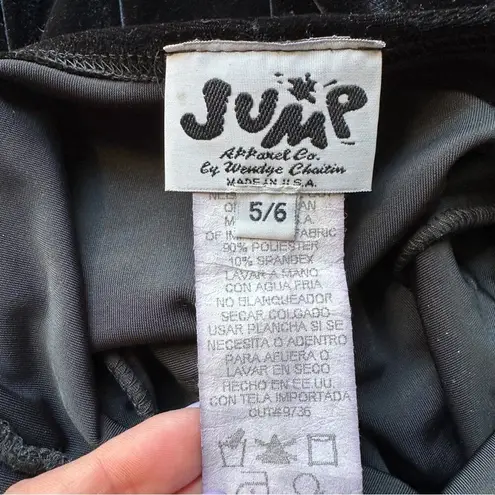 JUMP
Apparel Co.
by Wendye Chaitin
MADE IN U.S.A.
5/6
OF FABRIC
90% POLIESTER
10% SPANDEX
LAVAR A MANO
CON AGUA FRIA
NO BLANQUEADOR
SECAR COLGADO
USAR PLANCHA SI SE
NECESITA O ADENTRO
PARA AFUERA O
LAVAR EN SECO
HECHO EN EE.UU.
CON TELA IMPORTADA
CUT#9736